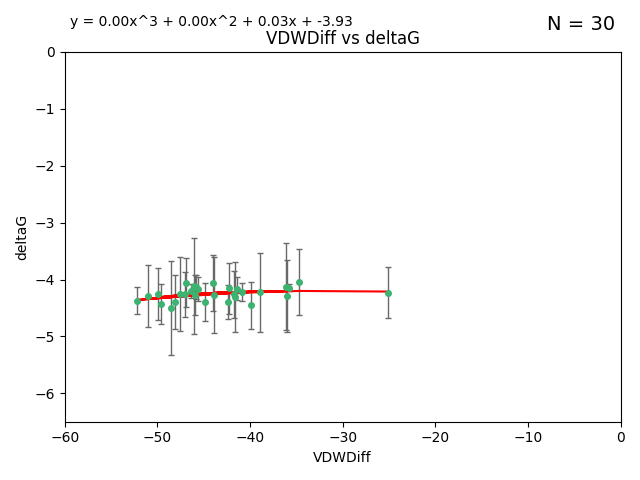 y = 0.00x^3 + 0.00x^2 + 0.03x + -3.93
N = 30
VDWDiff vs deltaG
0
−1
−2
−3
−4
−5
−6
deltaG
−60 −50 −40 −30 −20 −10 0
VDWDiff